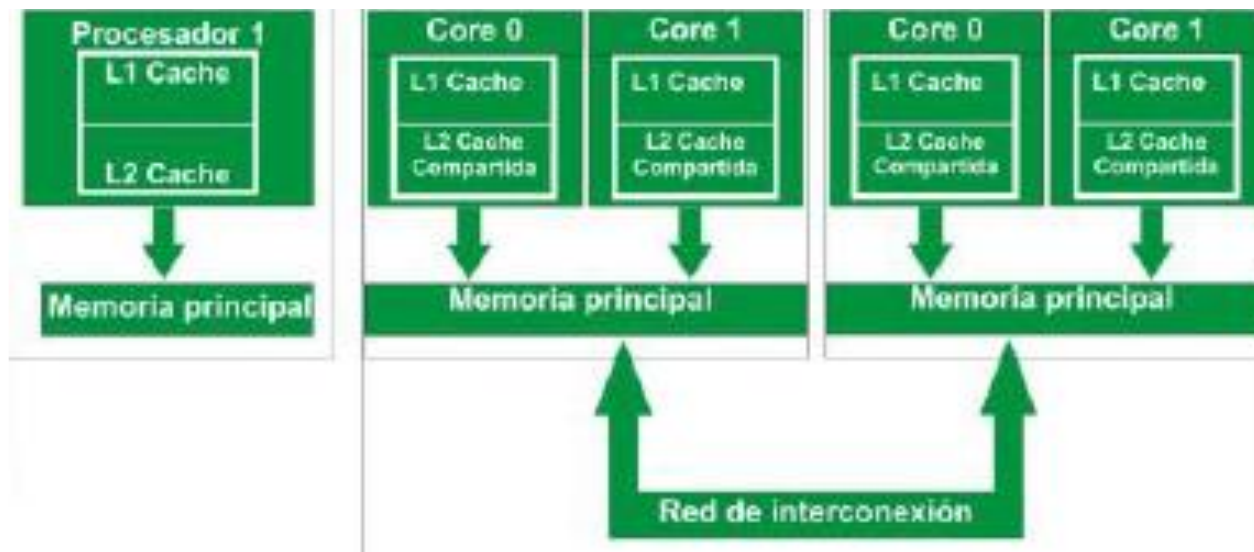 Procesador 1
L1 Cache
L2 Cache
Memoria principal
Core 0
L1 Cache
L2 Cache
Compartida
Core 1
L1 Cache
L2 Cache
Compartida
Memoria principal
Core 0
L1 Cache
L2 Cache
Compartida
Core 1
L1 Cache
L2 Cache
Compartida
Memoria principal
Red de interconexión